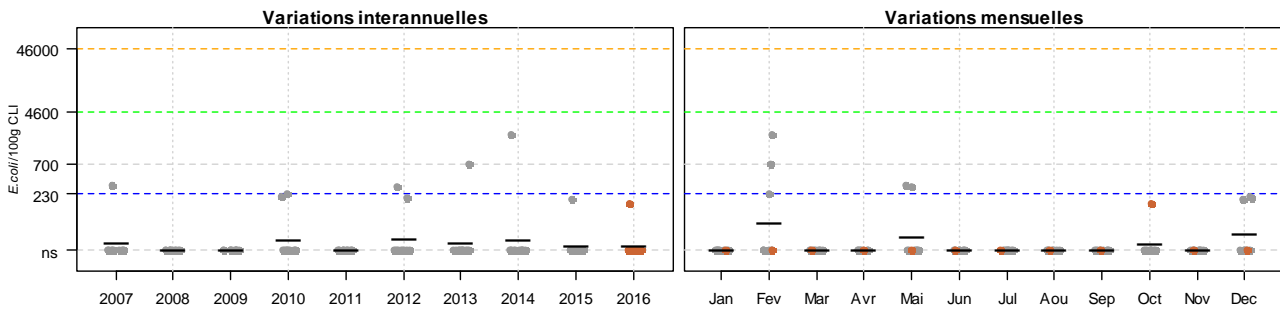 Variations interannuelles
Variations mensuelles
E.coli/100g CLI
46000
4600
700
230
ns
2007 2008 2009 2010 2011 2012 2013 2014 2015 2016
Jan Fev Mar Avr Mai Jun Jul Aou Sep Oct Nov Dec